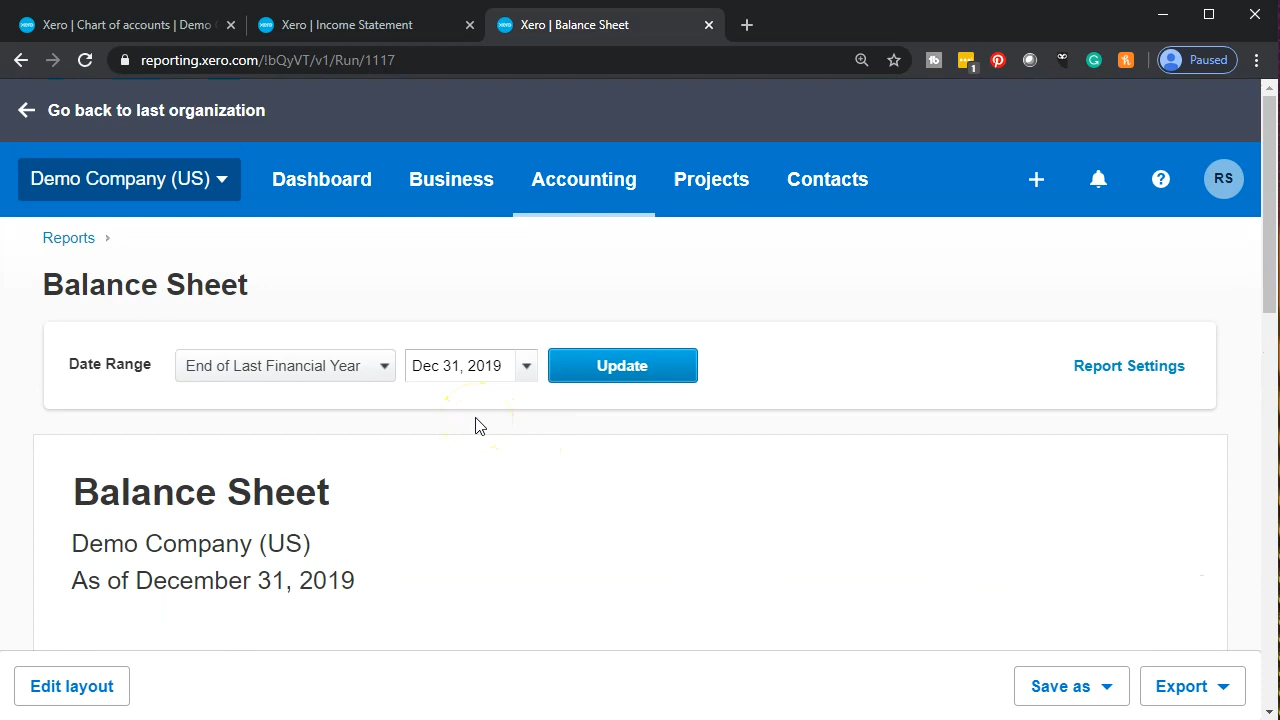 Xero | Chart of accounts | Demo
Xero | Income Statement
Xero | Balance Sheet
reporting.xero.com/!bQyVT/v1/Run/1117
1
Paused
Go back to last organization
Demo Company (US)
Dashboard
Business
Accounting
Projects
Contacts
RS
Reports
Balance Sheet
Date Range
End of Last Financial Year
Dec 31, 2019
Update
Report Settings
Balance Sheet
Demo Company (US)
As of December 31, 2019
Edit layout
Save as
Export